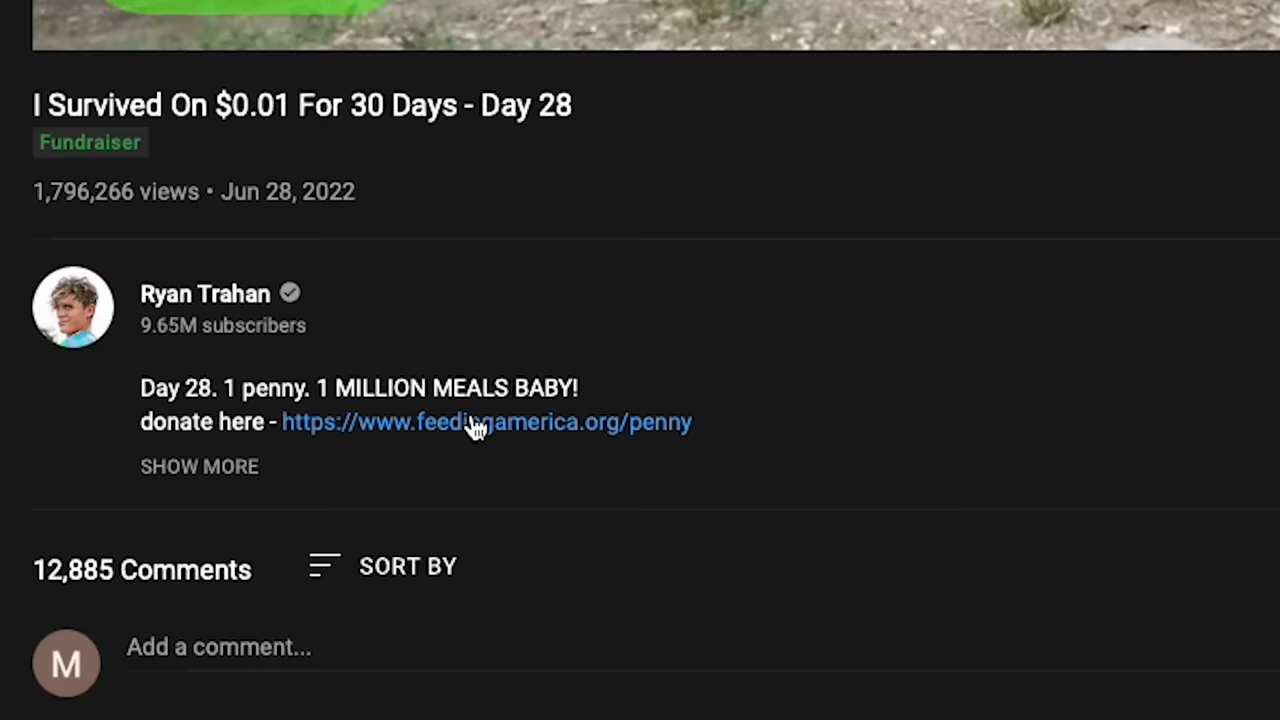 I Survived On $0.01 For 30 Days - Day 28
Fundraiser
1,796,266 views • Jun 28, 2022
Ryan Trahan
9.65M subscribers
Day 28. 1 penny. 1 MILLION MEALS BABY!
donate here - https://www.feedingamerica.org/penny
SHOW MORE
12,885 Comments SORT BY
M Add a comment...